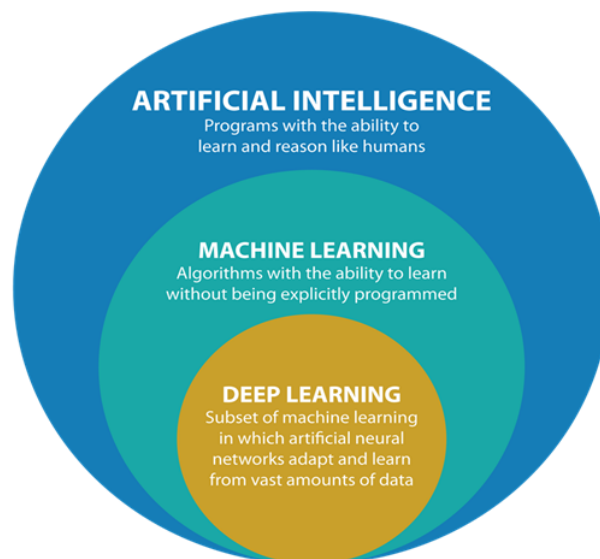 ARTIFICIAL INTELLIGENCE
Programs with the ability to
learn and reason like humans
MACHINE LEARNING
Algorithms with the ability to learn
without being explicitly programmed
DEEP LEARNING
Subset of machine learning
in which artificial neural
networks adapt and learn
from vast amounts of data